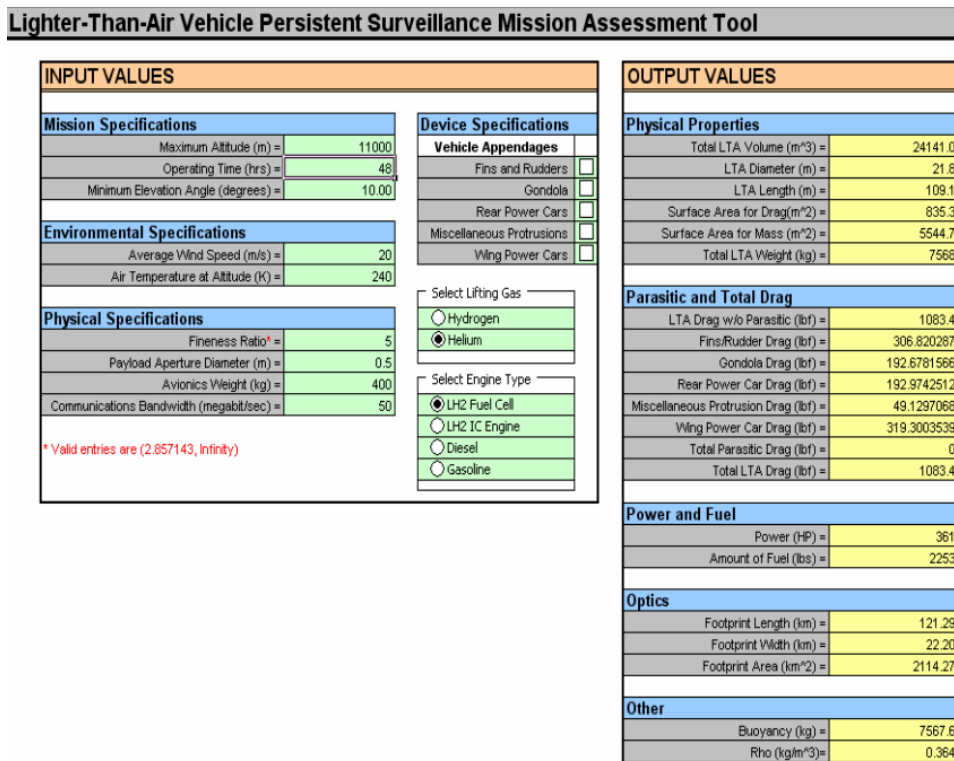 Lighter-Than-Air Vehicle Persistent Surveillance Mission Assessment Tool
INPUT VALUES
Mission Specifications
Maximum Altitude (m) = 11000
Operating Time (hrs) = 48
Minimum Elevation Angle (degrees) = 10.00
Environmental Specifications
Average Wind Speed (m/s) = 20
Air Temperature at Altitude (K) = 240
Physical Specifications
Fineness Ratio* = 5
Payload Aperture Diameter (m) = 0.5
Avionics Weight (kg) = 400
Communications Bandwidth (megabit/sec) = 50
* Valid entries are (2.857143, Infinity)
Device Specifications
Vehicle Appendages
Fins and Rudders
Gondola
Rear Power Cars
Miscellaneous Protrusions
Wing Power Cars
Select Lifting Gas
Hydrogen
Helium
Select Engine Type
LH2 Fuel Cell
LH2 IC Engine
Diesel
Gasoline
OUTPUT VALUES
Physical Properties
Total LTA Volume (m^3) = 24141.0
LTA Diameter (m) = 21.8
LTA Length (m) = 109.1
Surface Area for Drag(m^2) = 835.3
Surface Area for Mass (m^2) = 5544.7
Total LTA Weight (kg) = 7568
Parasitic and Total Drag
LTA Drag w/o Parasitic (lbf) = 1083.4
Fins/Rudder Drag (lbf) = 306.820287
Gondola Drag (lbf) = 192.6781566
Rear Power Car Drag (lbf) = 192.9742512
Miscellaneous Protrusion Drag (lbf) = 49.1297068
Wing Power Car Drag (lbf) = 319.3003539
Total Parasitic Drag (lbf) = 0
Total LTA Drag (lbf) = 1083.4
Power and Fuel
Power (HP) = 361
Amount of Fuel (lbs) = 2253
Optics
Footprint Length (km) = 121.29
Footprint Width (km) = 22.20
Footprint Area (km^2) = 2114.27
Other
Buoyancy (kg) = 7567.6
Rho (kg/m^3)= 0.364